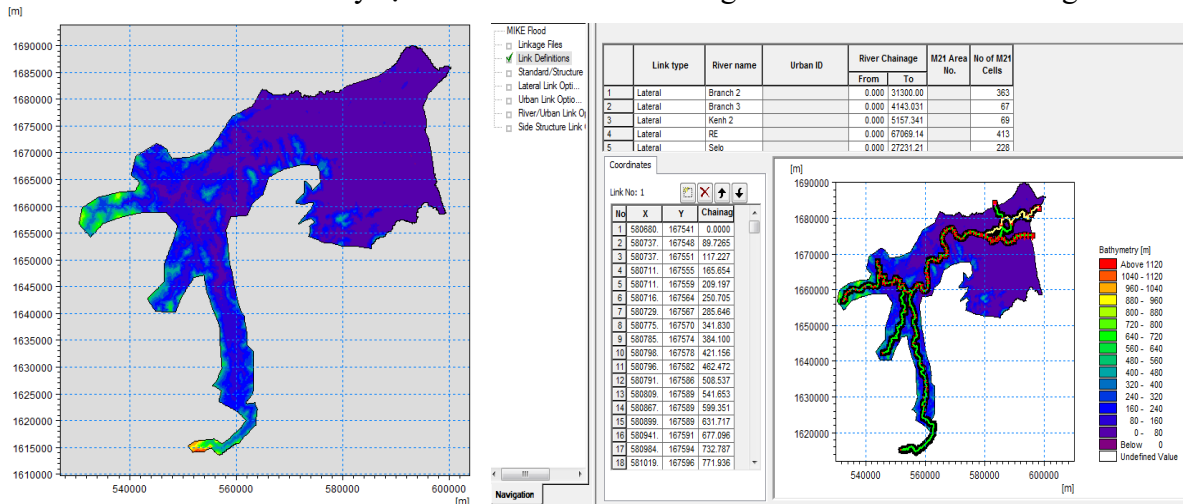 [m]
1690000
1685000
1680000
1675000
1670000
1665000
1660000
1655000
1650000
1645000
1640000
1635000
1630000
1625000
1620000
1615000
1610000
540000 560000 580000 600000
[m]
MIKE Flood
Linkage Files
Link Definitions
Standard/Structure
Lateral Link Opti...
Urban Link Optio...
River/Urban Link O
Side Structure Link
Navigation
Link type River name Urban ID River Chainage M21 Area No. No of M21 Cells
From To
1 Lateral Branch 2 0.000 31300.00 363
2 Lateral Branch 3 0.000 4143.031 67
3 Lateral Kenh 2 0.000 5157.341 69
4 Lateral RE 0.000 67069.14 413
5 Lateral Selo 0.000 27231.21 228
Coordinates
Link No: 1
No X Y Chainag
1 580680. 167541 0.0000
2 580737. 167548 89.7265
3 580737. 167551 117.227
4 580711. 167555 165.654
5 580711. 167559 209.197
6 580716. 167564 250.705
7 580729. 167567 285.646
8 580775. 167570 341.830
9 580785. 167574 384.100
10 580798. 167578 421.156
11 580796. 167582 462.472
12 580791. 167586 508.537
13 580809. 167589 541.653
14 580867. 167589 599.351
15 580899. 167589 631.717
16 580941. 167591 677.096
17 580984. 167594 732.787
18 581019. 167596 771.936
[m]
1690000
1680000
1670000
1660000
1650000
1640000
1630000
1620000
540000 560000 580000 600000
[m]
Bathymetry [m]
Above 1120
1040 - 1120
960 - 1040
880 - 960
800 - 880
720 - 800
640 - 720
560 - 640
480 - 560
400 - 480
320 - 400
240 - 320
160 - 240
80 - 160
0 - 80
Below 0
Undefined Value